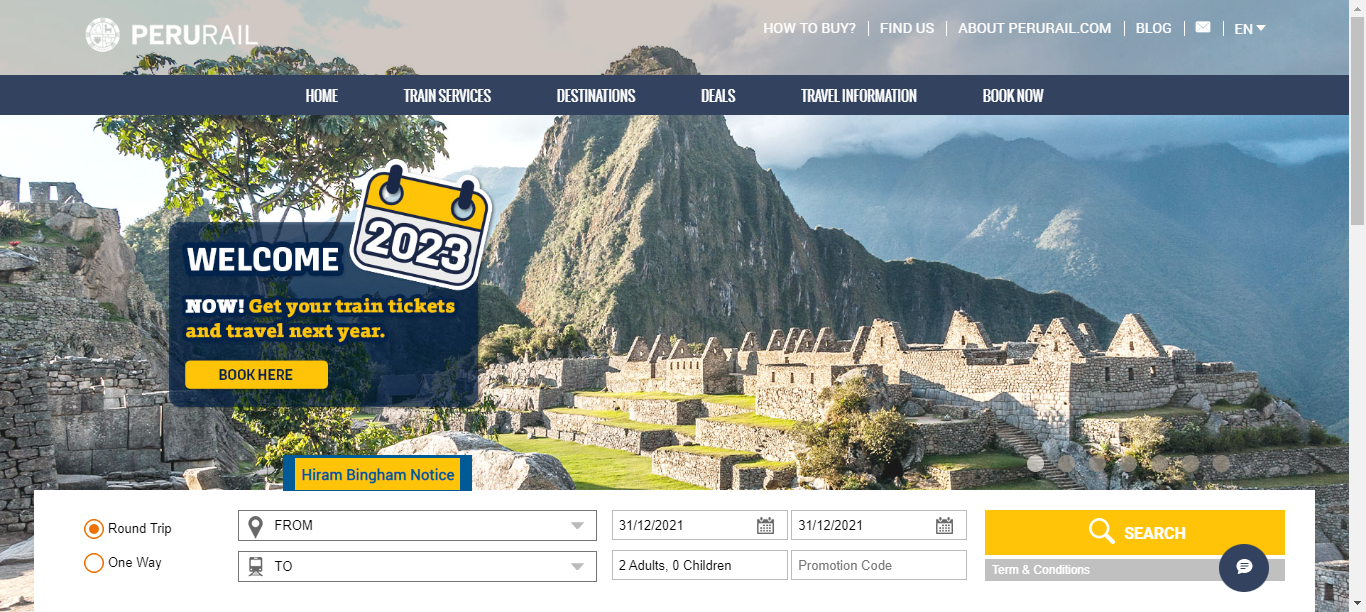 PERURAIL
HOW TO BUY?
FIND US
ABOUT PERURAIL.COM
BLOG
EN
HOME
TRAIN SERVICES
DESTINATIONS
DEALS
TRAVEL INFORMATION
BOOK NOW
2023
WELCOME
NOW! Get your train tickets
and travel next year.
BOOK HERE
Hiram Bingham Notice
Round Trip
One Way
FROM
TO
31/12/2021
31/12/2021
2 Adults, 0 Children
Promotion Code
SEARCH
Term & Conditions